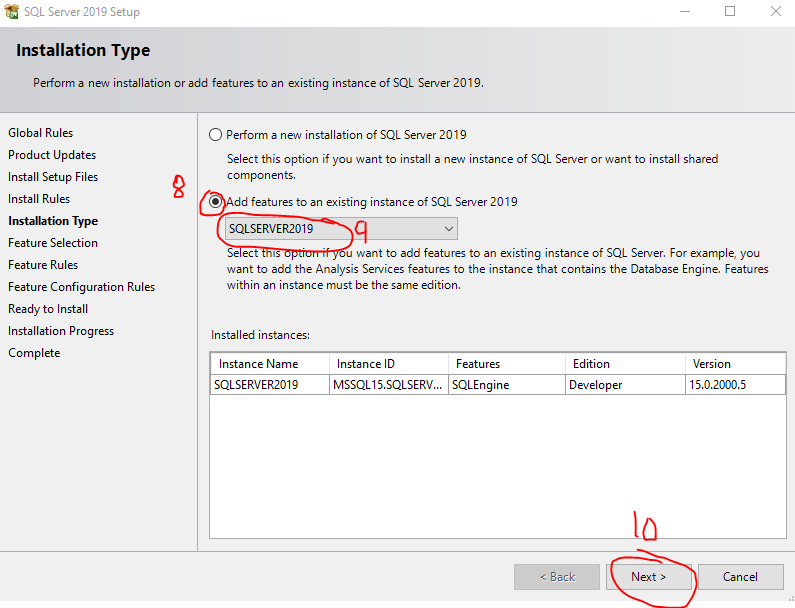 SQL Server 2019 Setup
Installation Type
Perform a new installation or add features to an existing instance of SQL Server 2019.
Global Rules
Product Updates
Install Setup Files
Install Rules
Installation Type
Feature Selection
Feature Rules
Feature Configuration Rules
Ready to Install
Installation Progress
Complete
Perform a new installation of SQL Server 2019
Select this option if you want to install a new instance of SQL Server or want to install shared
components.
8
Add features to an existing instance of SQL Server 2019
SQLSERVER2019 9
Select this option if you want to add features to an existing instance of SQL Server. For example, you
want to add the Analysis Services features to the instance that contains the Database Engine. Features
within an instance must be the same edition.
Installed instances:
Instance Name Instance ID Features Edition Version
SQLSERVER2019 MSSQL15.SQLSERV... SQLEngine Developer 15.0.2000.5
10
< Back Next > Cancel